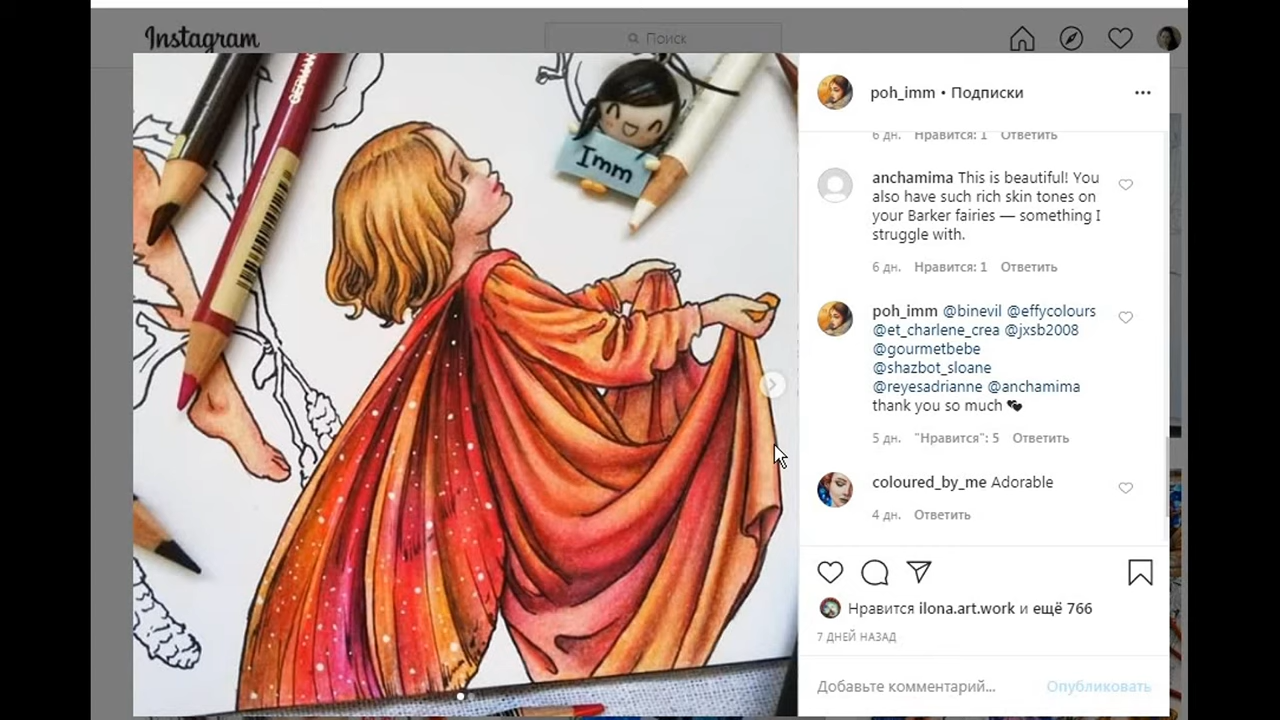 Instagram
Поиск
GERMAN
Imm
poh_imm • Подписки
6 дн. Нравится: 1 Ответить
anchamima This is beautiful! You
also have such rich skin tones on
your Barker fairies — something I
struggle with.
6 дн. Нравится: 1 Ответить
poh_imm @binevil @effycolours
@et_charlene_crea @jxsb2008
@gourmetbebe
@shazbot_sloane
@reyesadrianne @anchamima
thank you so much
5 дн. "Нравится": 5 Ответить
coloured_by_me Adorable
4 дн. Ответить
Нравится ilona.art.work и ещё 766
7 ДНЕЙ НАЗАД
Добавьте комментарий... Опубликовать